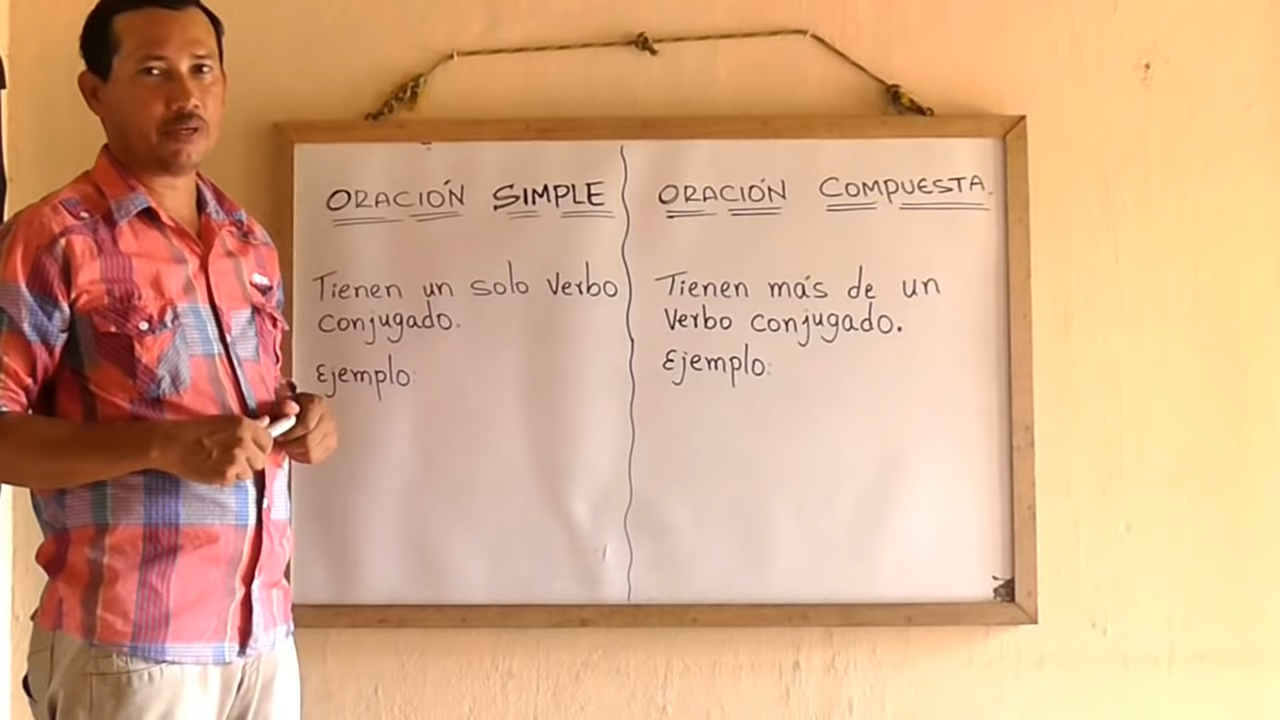 ORACIÓN SIMPLE
Tienen un solo verbo
conjugado.
Ejemplo:
ORACIÓN COMPUESTA.
Tienen más de un
verbo conjugado.
Ejemplo: